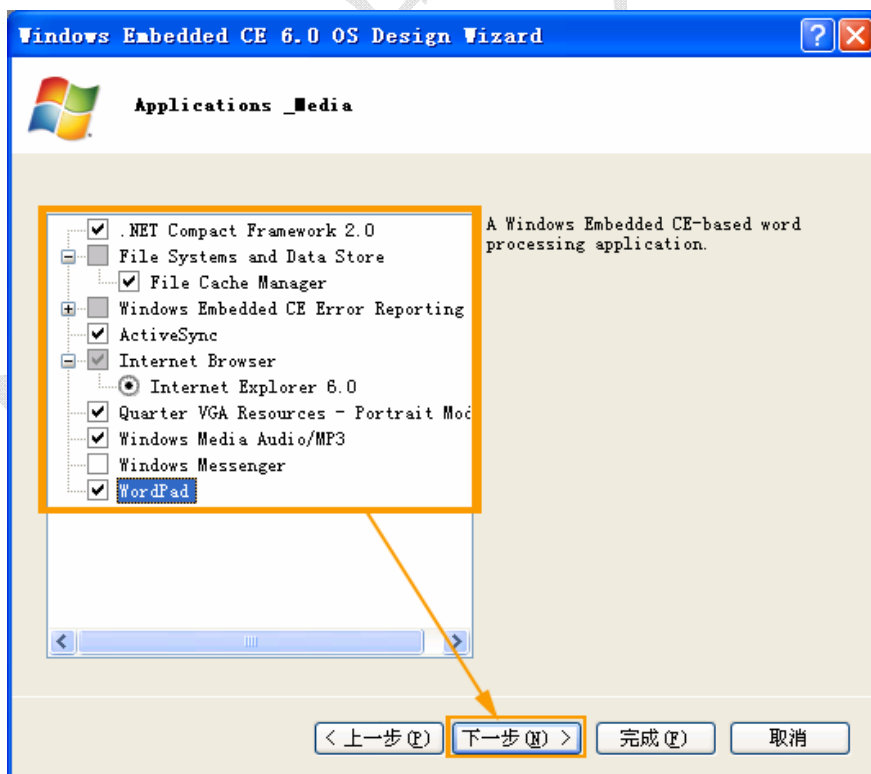 Windows Embedded CE 6.0 OS Design Wizard
Applications _Media
.NET Compact Framework 2.0
File Systems and Data Store
File Cache Manager
Windows Embedded CE Error Reporting
ActiveSync
Internet Browser
Internet Explorer 6.0
Quarter VGA Resources - Portrait Mod
Windows Media Audio/MP3
Windows Messenger
WordPad
A Windows Embedded CE-based word
processing application.
< 上一步(P)
下一步(N) >
完成(F)
取消